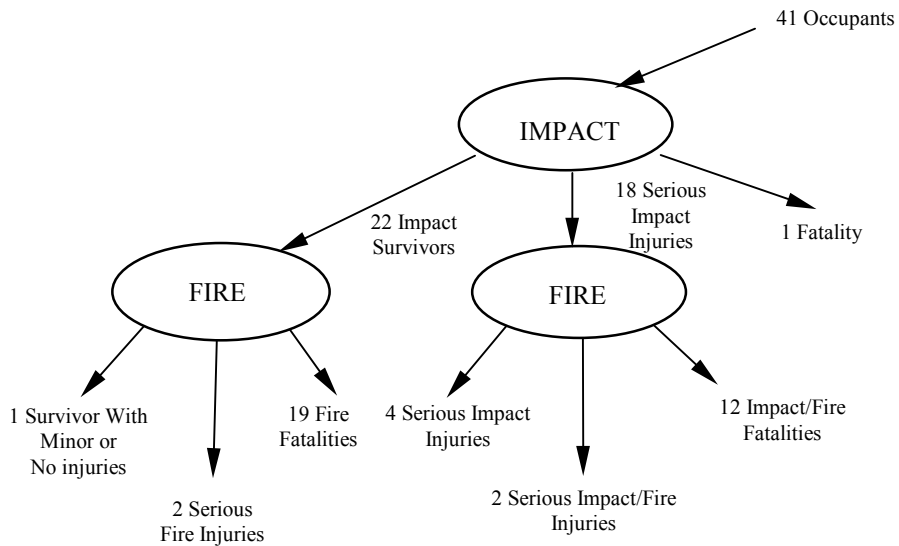 41 Occupants
IMPACT
22 Impact
Survivors
18 Serious
Impact
Injuries
1 Fatality
FIRE
FIRE
1 Survivor With
Minor or
No injuries
2 Serious
Fire Injuries
19 Fire
Fatalities
4 Serious Impact
Injuries
2 Serious Impact/Fire
Injuries
12 Impact/Fire
Fatalities